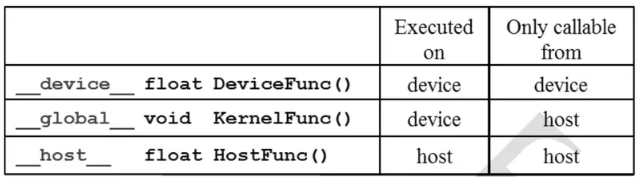 Executed on Only callable from
__device__ float DeviceFunc() device device
__global__ void KernelFunc() device host
__host__ float HostFunc() host host